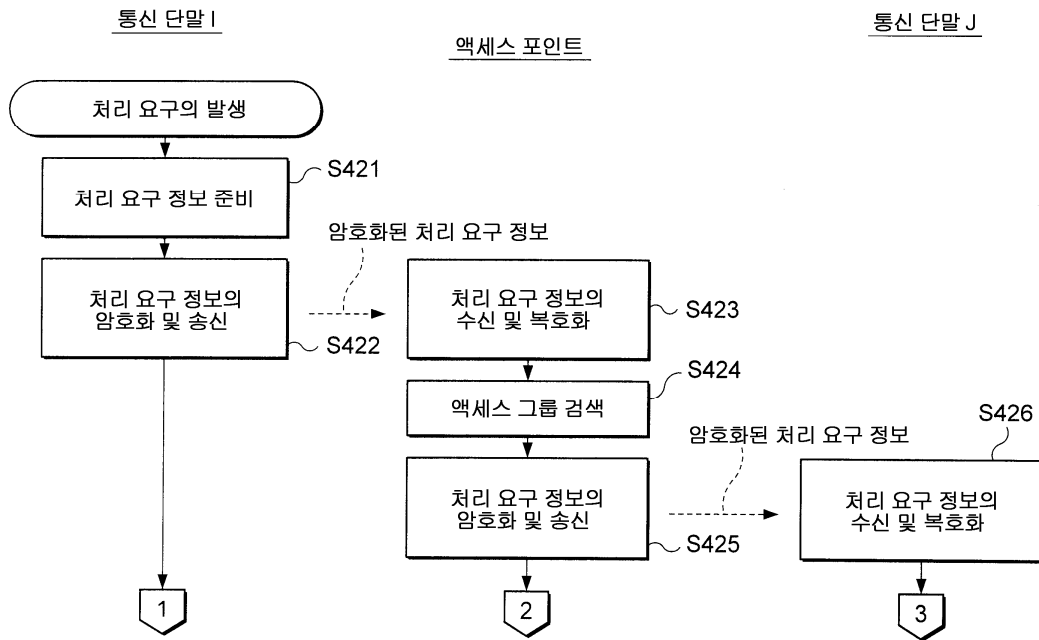 통신 단말 I
액세스 포인트
통신 단말 J
처리 요구의 발생
S421
처리 요구 정보 준비
암호화된 처리 요구 정보
처리 요구 정보의
암호화 및 송신
S422
처리 요구 정보의
수신 및 복호화
S423
S424
액세스 그룹 검색
암호화된 처리 요구 정보
S426
처리 요구 정보의
암호화 및 송신
S425
처리 요구 정보의
수신 및 복호화
1
2
3